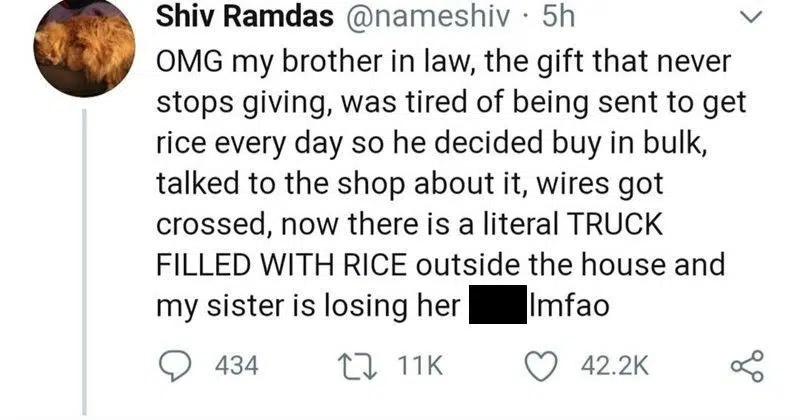 Shiv Ramdas @nameshiv · 5h
OMG my brother in law, the gift that never
stops giving, was tired of being sent to get
rice every day so he decided buy in bulk,
talked to the shop about it, wires got
crossed, now there is a literal TRUCK
FILLED WITH RICE outside the house and
my sister is losing her lmfao
434 11K 42.2K